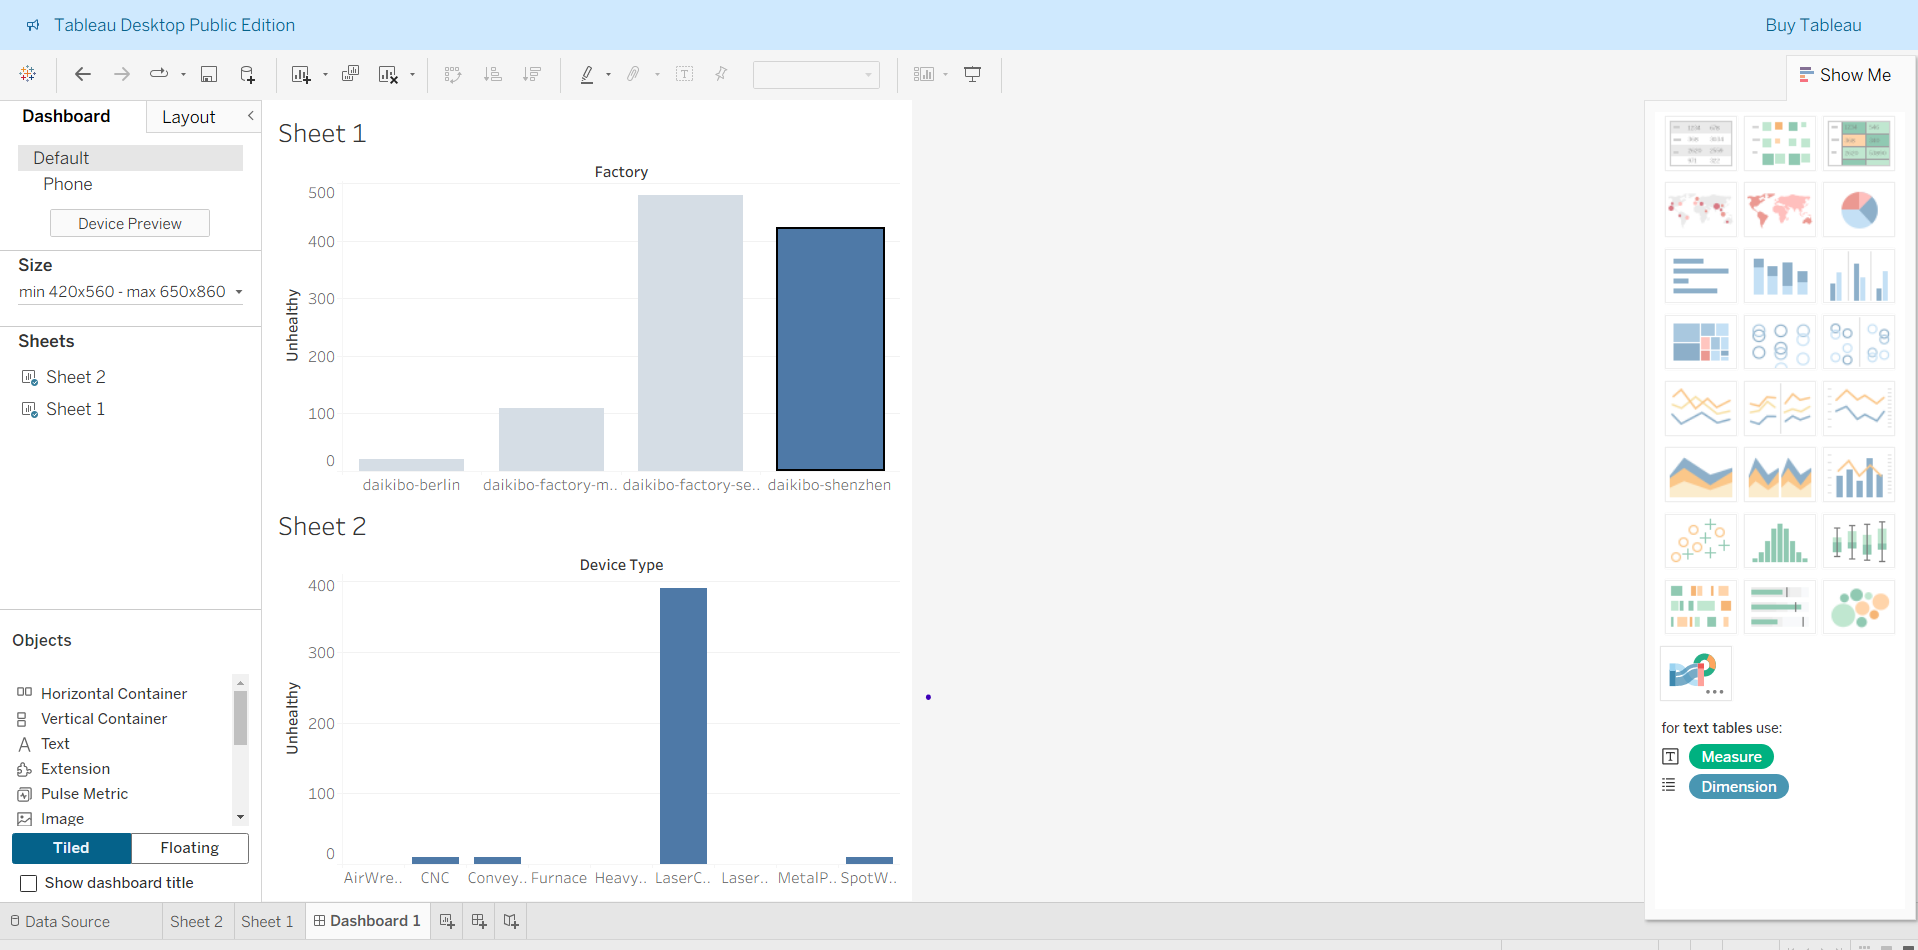 Tableau Desktop Public Edition
Buy Tableau
Show Me
Dashboard
Layout
Default
Phone
Device Preview
Size
min 420x560 - max 650x860
Sheets
Sheet 2
Sheet 1
Objects
Horizontal Container
Vertical Container
Text
Extension
Pulse Metric
Image
Tiled
Floating
Show dashboard title
Sheet 1
Factory
Unhealthy
500
400
300
200
100
0
daikibo-berlin
daikibo-factory-m..
daikibo-factory-se..
daikibo-shenzhen
Sheet 2
Device Type
Unhealthy
400
300
200
100
0
AirWre..
CNC
Convey..
Furnace
Heavy..
LaserC..
Laser..
MetalP..
SpotW..
for text tables use:
Measure
Dimension
Data Source
Sheet 2
Sheet 1
Dashboard 1